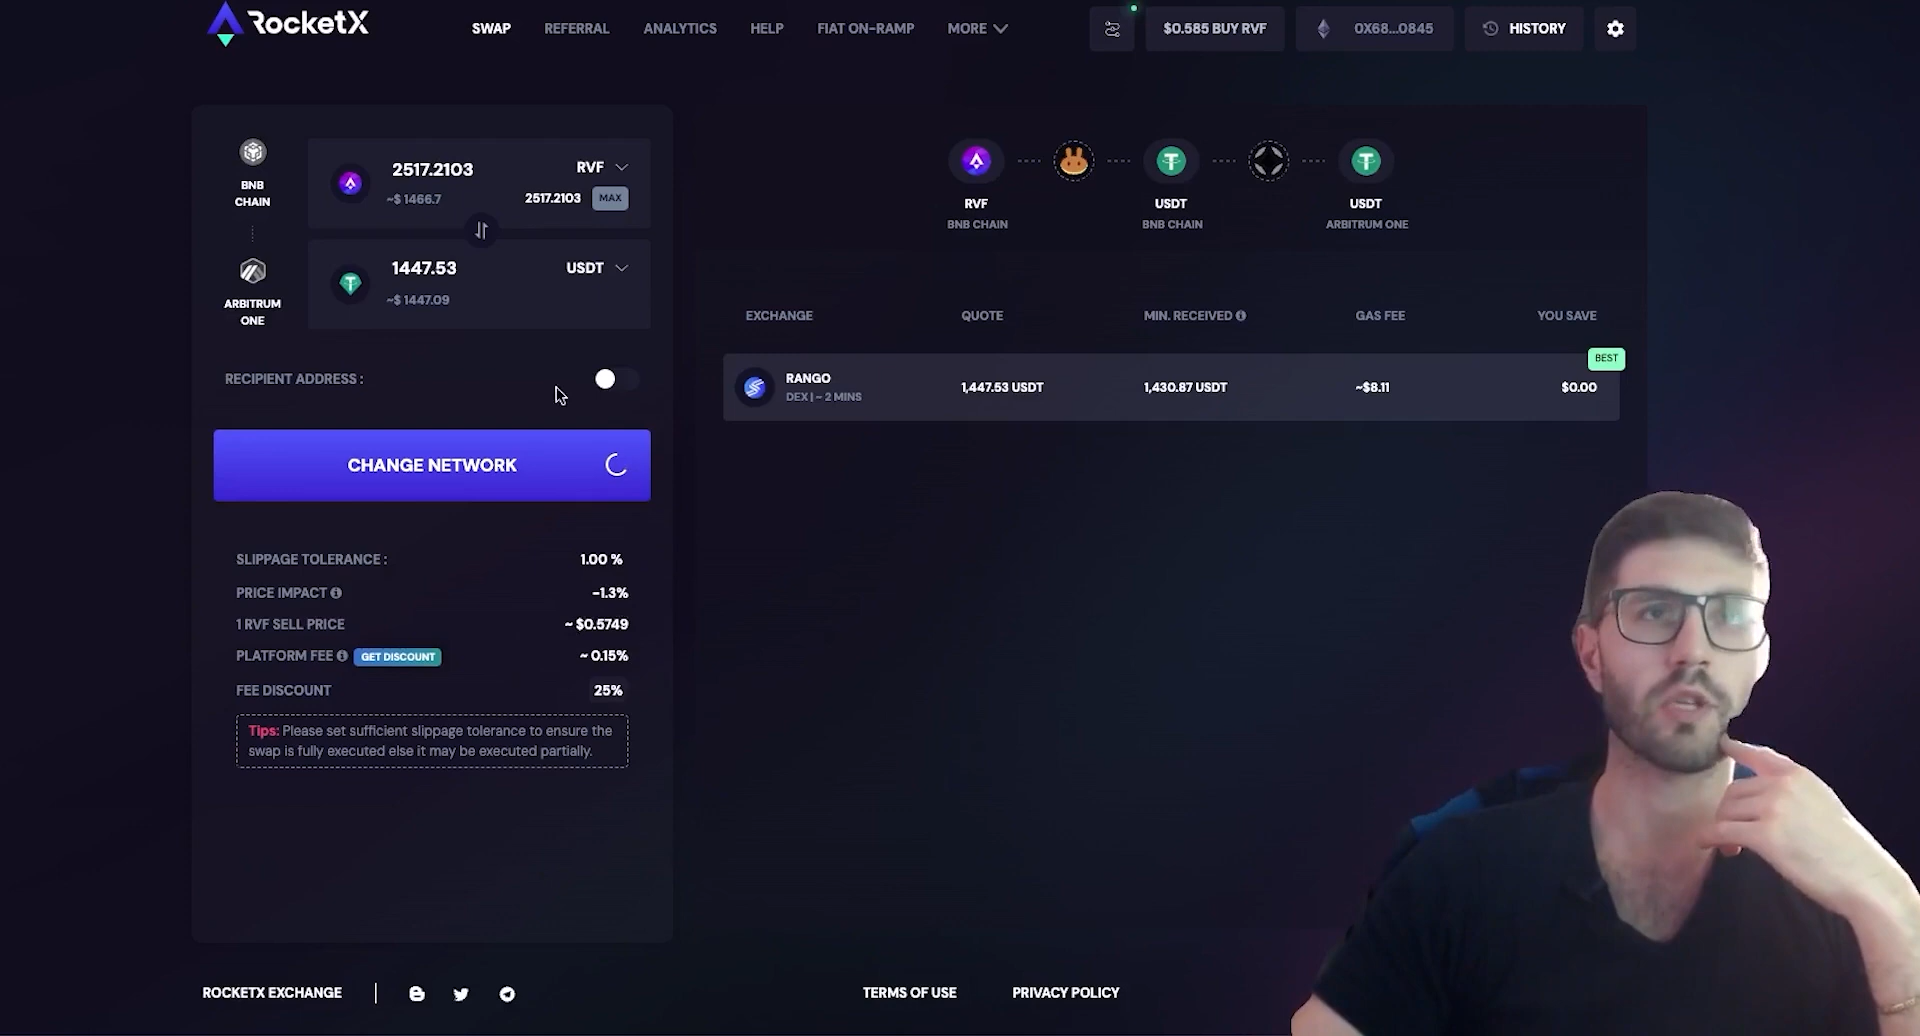 RocketX
SWAP
REFERRAL
ANALYTICS
HELP
FIAT ON-RAMP
MORE
$0.585 BUY RVF
0X68...0845
HISTORY
BNB
CHAIN
2517.2103
RVF
~$ 1466.7
2517.2103
MAX
ARBITRUM
ONE
1447.53
USDT
~$ 1447.09
RECIPIENT ADDRESS :
CHANGE NETWORK
SLIPPAGE TOLERANCE :
1.00 %
PRICE IMPACT
-1.3%
1 RVF SELL PRICE
~ $0.5749
PLATFORM FEE
GET DISCOUNT
~ 0.15%
FEE DISCOUNT
25%
Tips: Please set sufficient slippage tolerance to ensure the
swap is fully executed else it may be executed partially.
RVF
BNB CHAIN
USDT
BNB CHAIN
USDT
ARBITRUM ONE
EXCHANGE
QUOTE
MIN. RECEIVED
GAS FEE
YOU SAVE
BEST
RANGO
DEX | ~ 2 MINS
1,447.53 USDT
1,430.87 USDT
~$8.11
$0.00
ROCKETX EXCHANGE
TERMS OF USE
PRIVACY POLICY